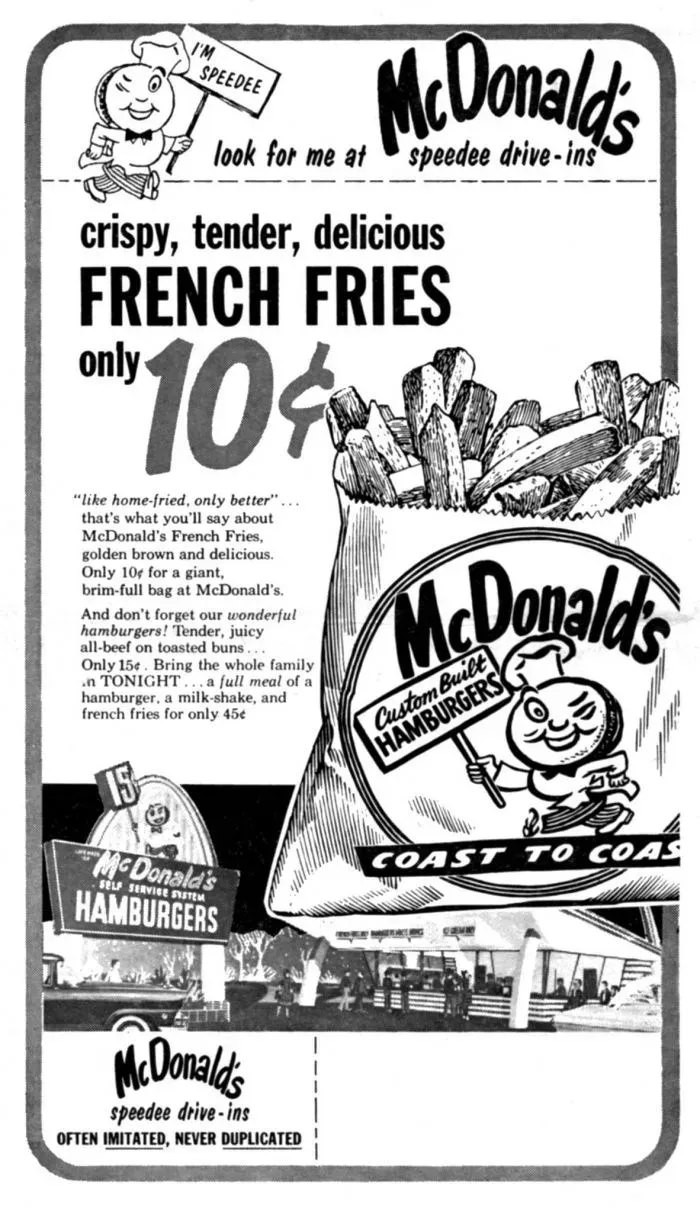 I'M
SPEEDEE
McDonald's
look for me at
speedee drive-ins
crispy, tender, delicious
FRENCH FRIES
only 10¢
"like home-fried, only better" . . .
that's what you'll say about
McDonald's French Fries,
golden brown and delicious.
Only 10¢ for a giant,
brim-full bag at McDonald's.
And don't forget our wonderful
hamburgers! Tender, juicy
all-beef on toasted buns . . .
Only 15¢ . Bring the whole family
.n TONIGHT . . . a full meal of a
hamburger, a milk-shake, and
french fries for only 45¢
McDonald's
Custom Built
HAMBURGERS
COAST TO COAS
15
McDonald's
SELF SERVICE SYSTEM
HAMBURGERS
McDonald's
speedee drive-ins
OFTEN IMITATED, NEVER DUPLICATED